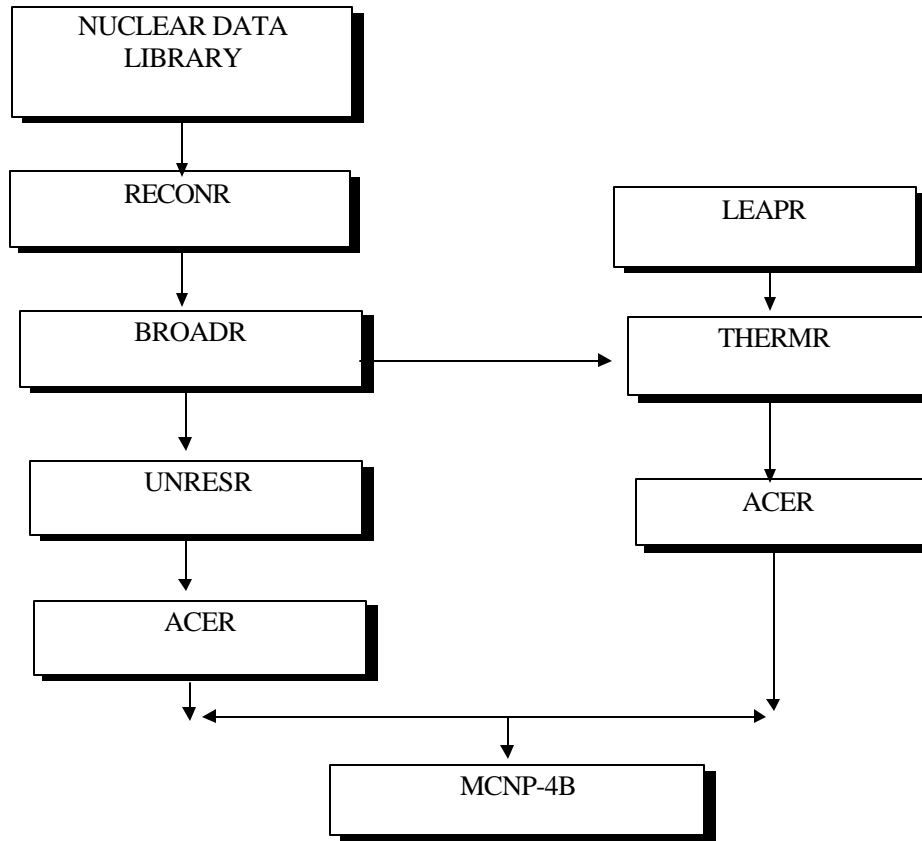 NUCLEAR DATA
LIBRARY
RECONR
LEAPR
BROADR
THERMR
UNRESR
ACER
ACER
MCNP-4B